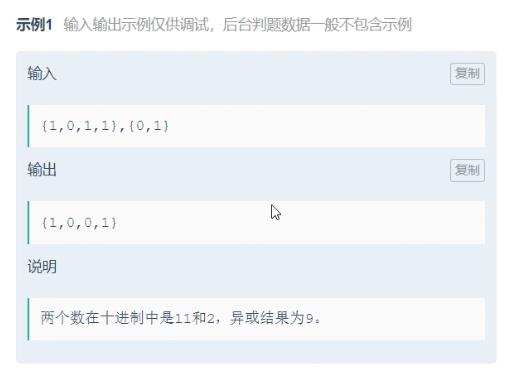 示例1 输入输出示例仅供调试，后台判题数据一般不包含示例
输入
复制
{1,0,1,1},{0,1}
输出
复制
{1,0,0,1}
说明
两个数在十进制中是11和2，异或结果为9。